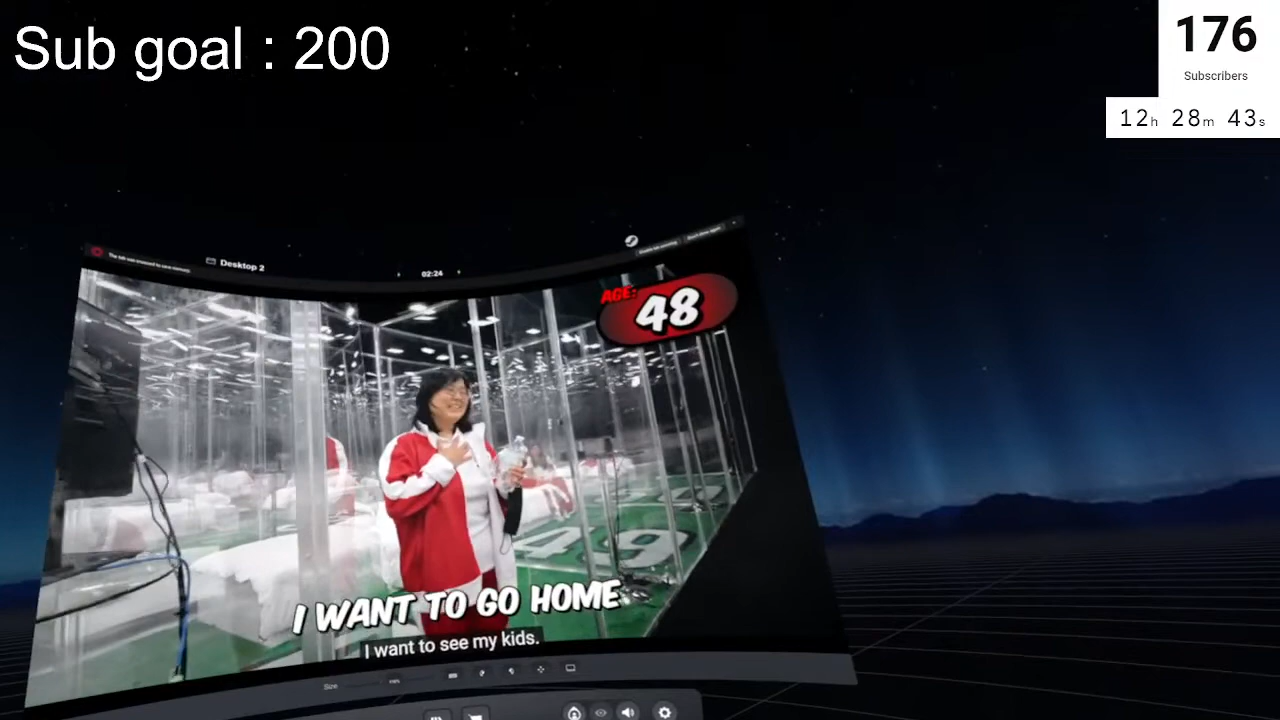 Sub goal : 200
176
Subscribers
12h 28m 43s
Desktop 2
02:24
AGE:
48
49
I WANT TO GO HOME
I want to see my kids.
Size